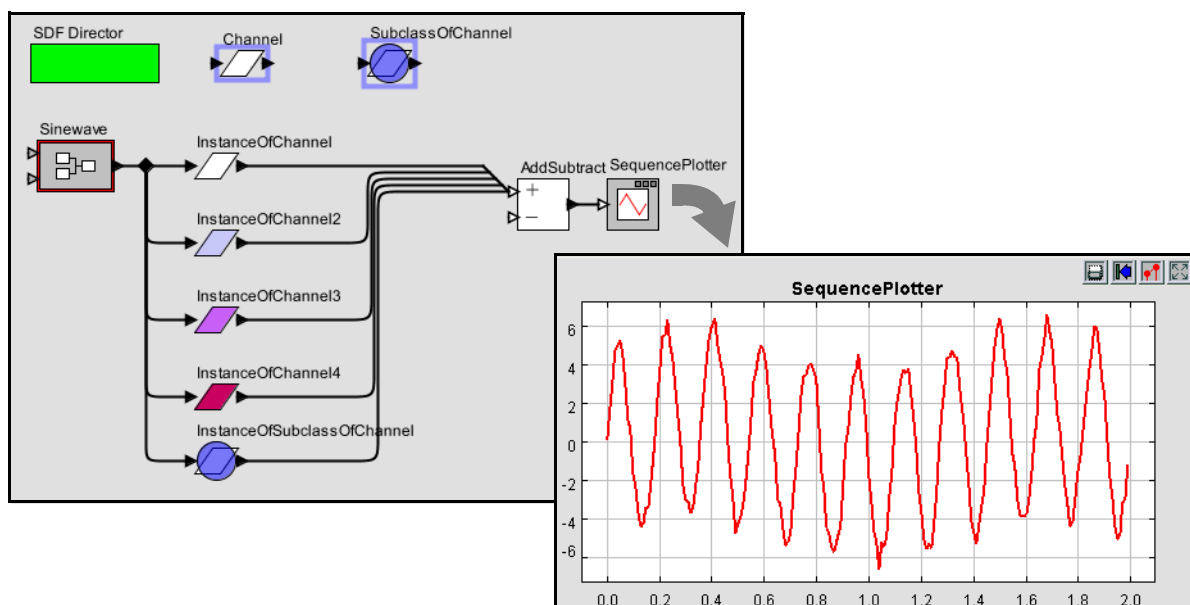 SDF Director
Channel
SubclassOfChannel
Sinewave
InstanceOfChannel
InstanceOfChannel2
InstanceOfChannel3
InstanceOfChannel4
InstanceOfSubclassOfChannel
AddSubtract
+
−
SequencePlotter
SequencePlotter
6
4
2
0
-2
-4
-6
0.0 0.2 0.4 0.6 0.8 1.0 1.2 1.4 1.6 1.8 2.0